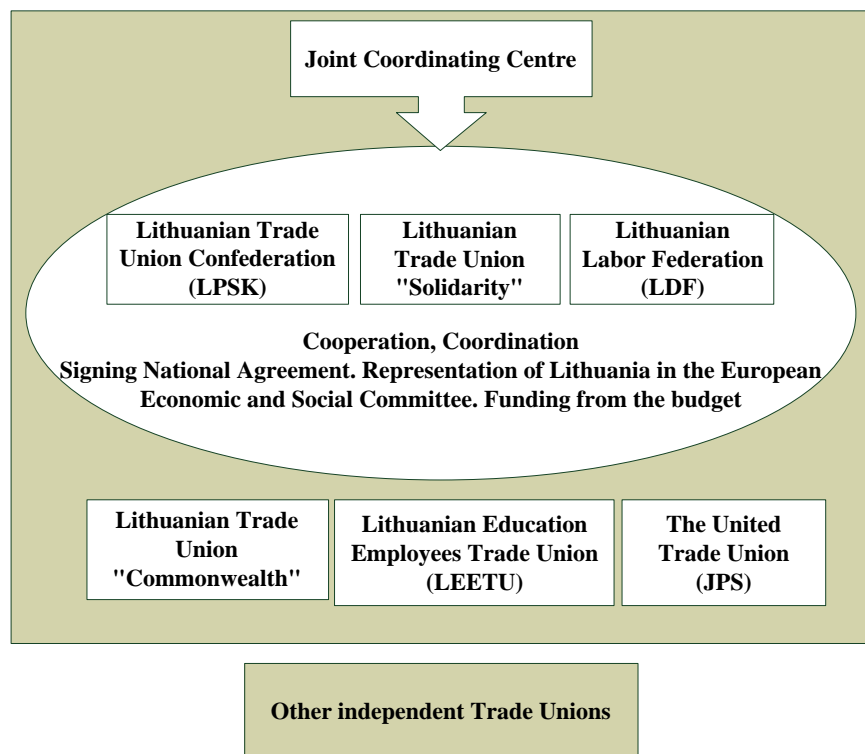 Joint Coordinating Centre
Lithuanian Trade
Union Confederation
(LPSK)
Lithuanian
Trade Union
"Solidarity"
Lithuanian
Labor Federation
(LDF)
Cooperation, Coordination
Signing National Agreement. Representation of Lithuania in the European
Economic and Social Committee. Funding from the budget
Lithuanian Trade
Union
"Commonwealth"
Lithuanian Education
Employees Trade Union
(LEETU)
The United
Trade Union
(JPS)
Other independent Trade Unions